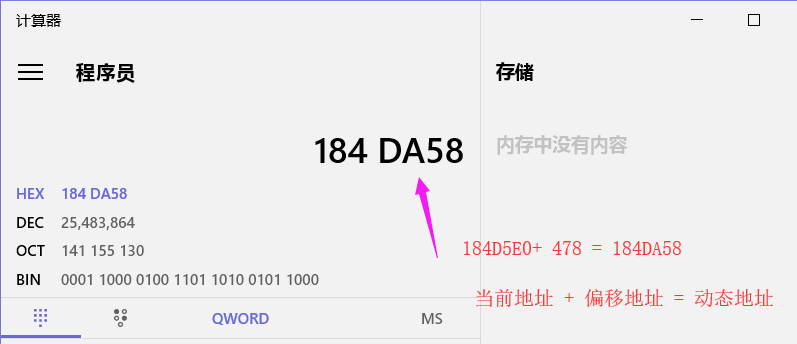 计算器
程序员
存储
184 DA58
内存中没有内容
HEX 184 DA58
DEC 25,483,864
OCT 141 155 130
BIN 0001 1000 0100 1101 1010 0101 1000
184D5E0+ 478 = 184DA58
当前地址 + 偏移地址 = 动态地址
QWORD MS